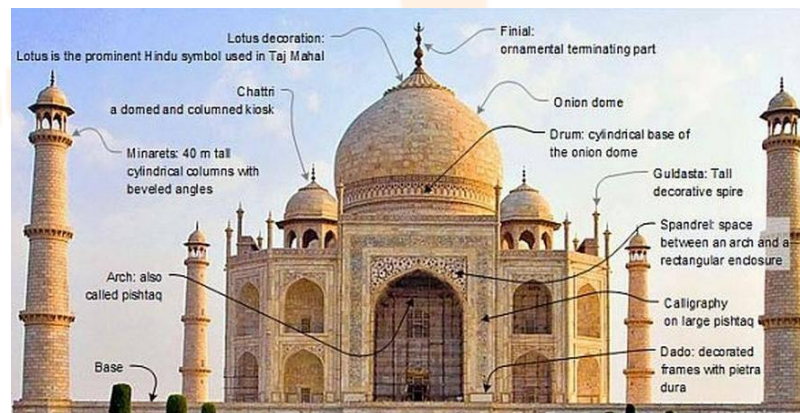 Lotus decoration:
Lotus is the prominent Hindu symbol used in Taj Mahal
Finial:
ornamental terminating part
Chattri
a domed and columned kiosk
Onion dome
Drum: cylindrical base of
the onion dome
Minarets: 40 m tall
cylindrical columns with
beveled angles
Guldasta: Tall
decorative spire
Spandrel: space
between an arch and a
rectangular enclosure
Arch: also
called pishtaq
Calligraphy
on large pishtaq
Base
Dado: decorated
frames with pietra
dura